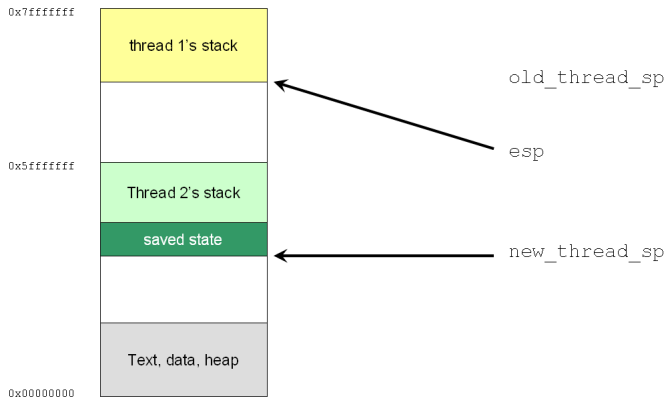 0x7fffffff
thread 1's stack
old_thread_sp
esp
0x5fffffff
Thread 2's stack
saved state
new_thread_sp
Text, data, heap
0x00000000